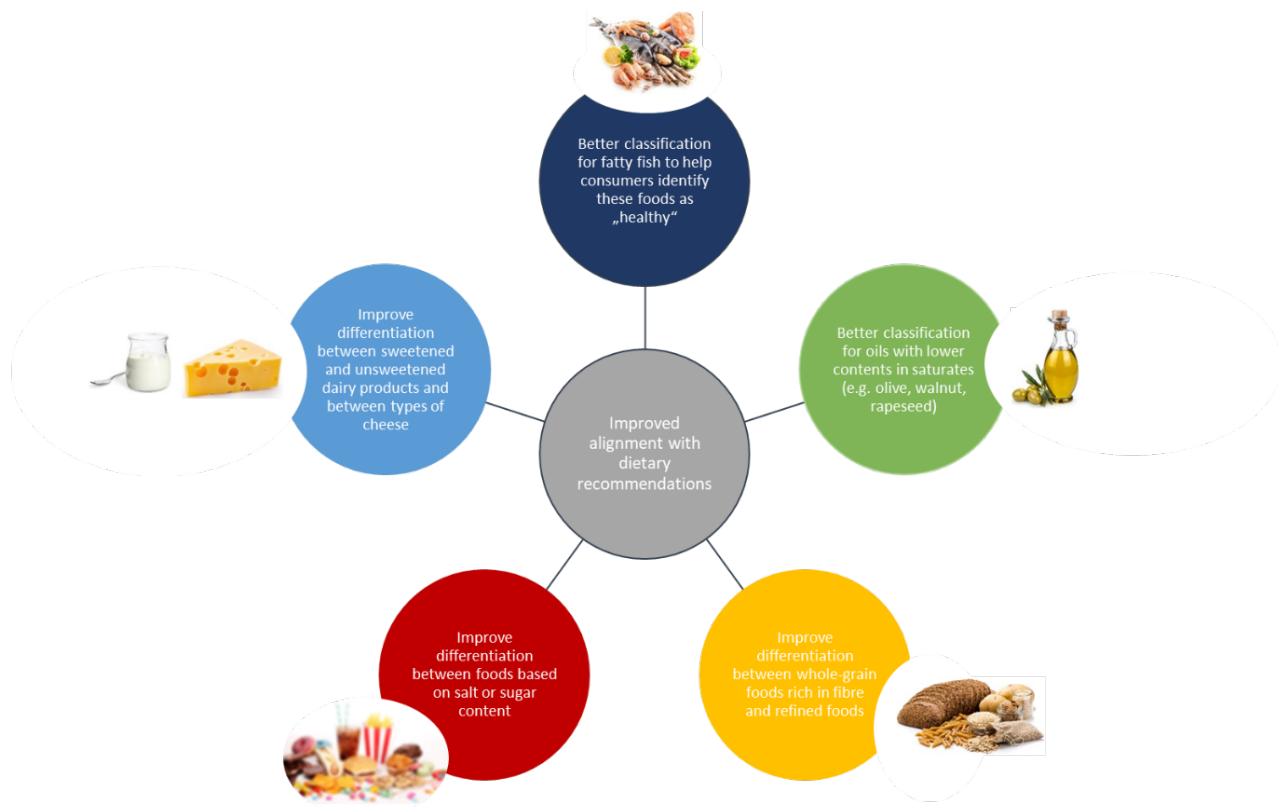 Better classification
for fatty fish to help
consumers identify
these foods as
„healthy“
Improve
differentiation
between sweetened
and unsweetened
dairy products and
between types of
cheese
Better classification
for oils with lower
contents in saturates
(e.g. olive, walnut,
rapeseed)
Improved
alignment with
dietary
recommendations
Improve
differentiation
between foods based
on salt or sugar
content
Improve
differentiation
between whole-grain
foods rich in fibre
and refined foods